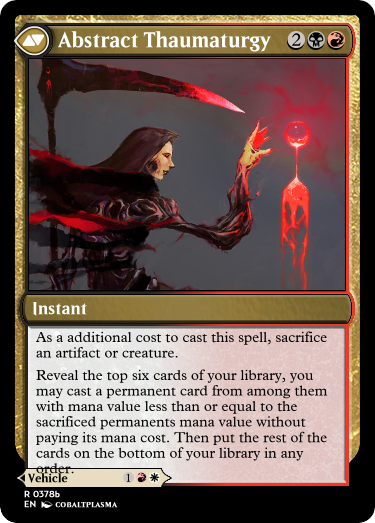 Abstract Thaumaturgy 2
Instant
As a additional cost to cast this spell, sacrifice
an artifact or creature.
Reveal the top six cards of your library, you
may cast a permanent card from among them
with mana value less than or equal to the
sacrificed permanents mana value without
paying its mana cost. Then put the rest of the
cards on the bottom of your library in any
order.
Vehicle 1
R 0378b
EN COBALTPLASMA